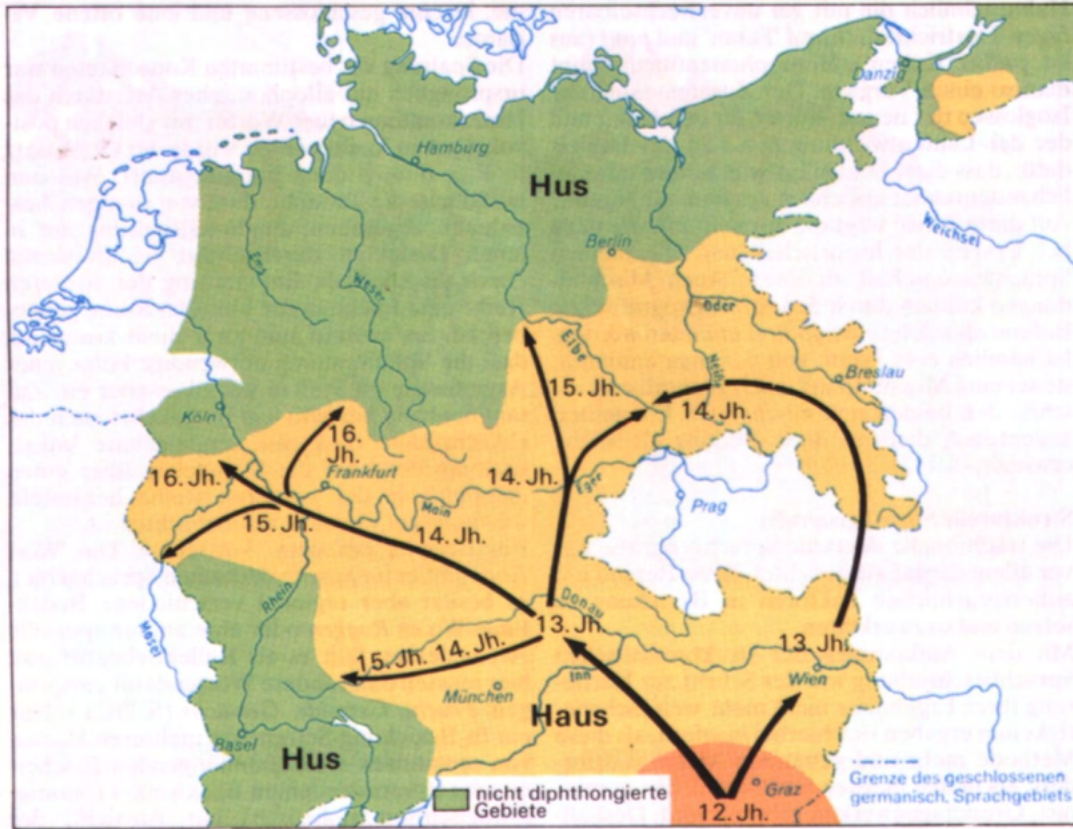 Danzig
Hamburg
Hus
Weichsel
Berlin
Ems
Weser
Oder
Elbe
Neiße
Breslau
15. Jh.
14. Jh.
Köln
16.
Jh.
16. Jh.
Frankfurt
14. Jh.
Eger
Prag
Main
15. Jh.
14. Jh.
Rhein
Donau
Mosel
13. Jh.
13. Jh.
15. Jh. 14. Jh.
Inn
Wien
München
Haus
Basel
Hus
Graz
12. Jh.
nicht diphthongierte
Gebiete
Grenze des geschlossenen
germanisch. Sprachgebiets